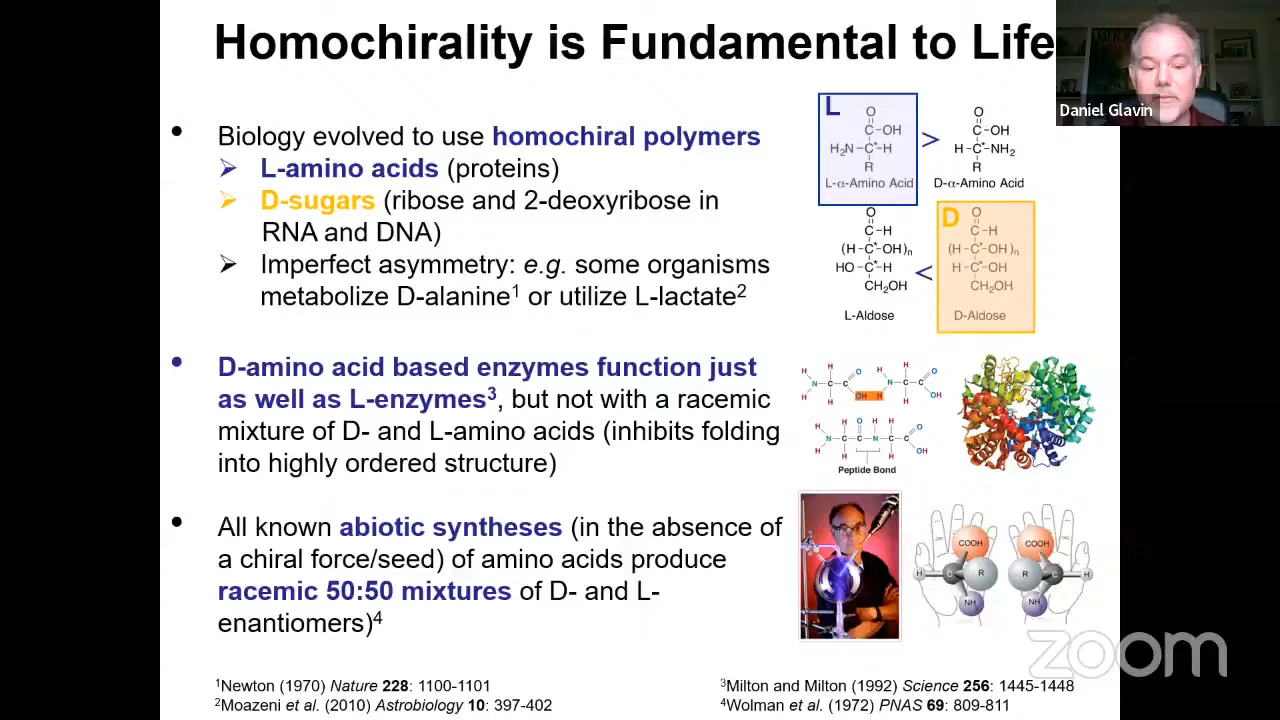 Homochirality is Fundamental to Life
Daniel Glavin
• Biology evolved to use homochiral polymers
➢ L-amino acids (proteins)
➢ D-sugars (ribose and 2-deoxyribose in
RNA and DNA)
➢ Imperfect asymmetry: e.g. some organisms
metabolize D-alanine¹ or utilize L-lactate²
• D-amino acid based enzymes function just
as well as L-enzymes³, but not with a racemic
mixture of D- and L-amino acids (inhibits folding
into highly ordered structure)
• All known abiotic syntheses (in the absence of
a chiral force/seed) of amino acids produce
racemic 50:50 mixtures of D- and L-
enantiomers)⁴
L
O
C-OH
H₂N-C*-H
R
L-α-Amino Acid
>
O
C-OH
H-C*-NH₂
R
D-α-Amino Acid
O
C-H
(H-C*-OH)n
HO-C*-H
CH₂OH
L-Aldose
<
D
O
C-H
(H-C*-OH)n
H-C*-OH
CH₂OH
D-Aldose
H H O H H O
N C C N C C
H H OH H H OH
H H O H H O
N C C N C C
H H H OH
Peptide Bond
COOH COOH
H C R R C H
NH NH
zoom
¹Newton (1970) Nature 228: 1100-1101
²Moazeni et al. (2010) Astrobiology 10: 397-402
³Milton and Milton (1992) Science 256: 1445-1448
⁴Wolman et al. (1972) PNAS 69: 809-811